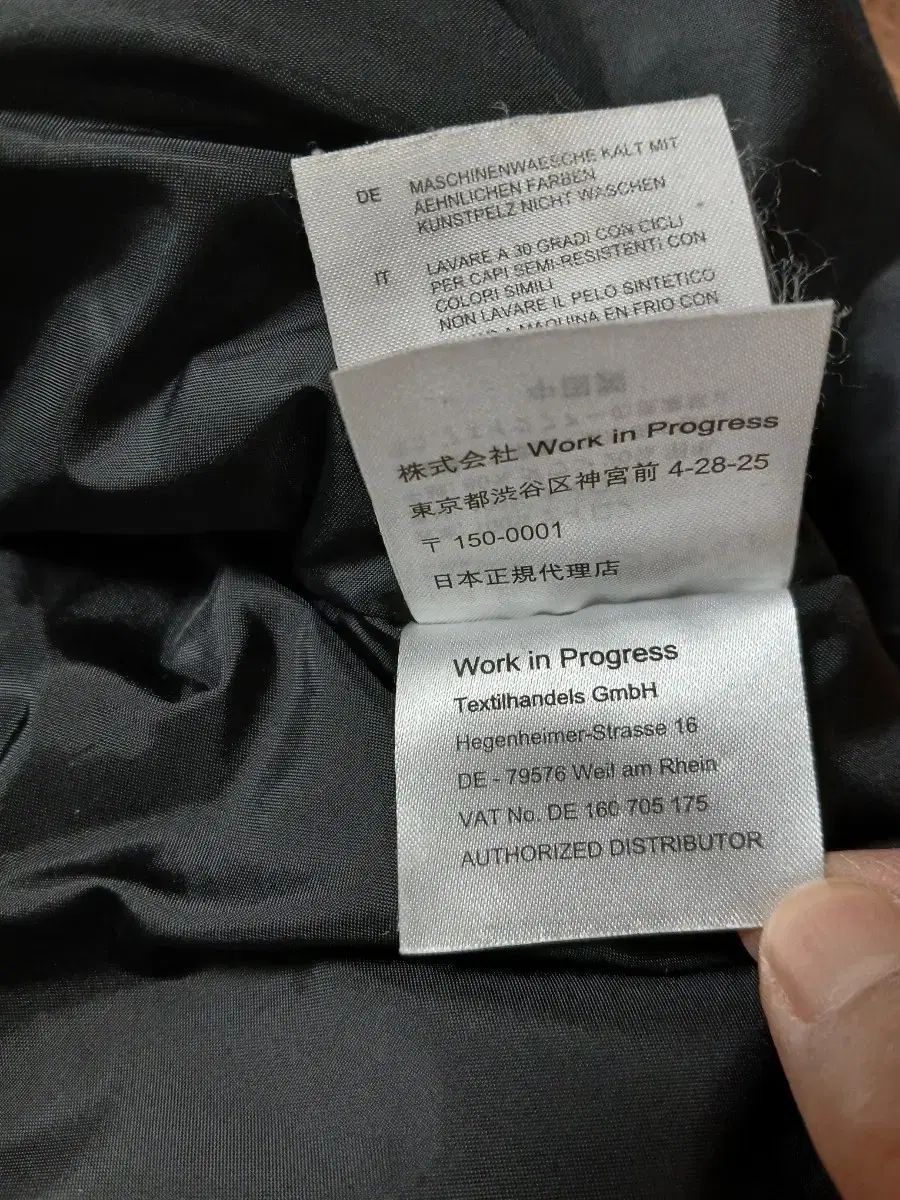 DE MASCHINENWAESCHE KALT MIT
AEHNLICHEN FARBEN
KUNSTPELZ NICHT WASCHEN
IT LAVARE A 30 GRADI CON CICLI
PER CAPI SEMI-RESISTENTI CON
COLORI SIMILI
NON LAVARE IL PELO SINTETICO
A MAQUINA EN FRIO CON
株式会社 Work in Progress
東京都渋谷区神宮前 4-28-25
〒 150-0001
日本正規代理店
Work in Progress
Textilhandels GmbH
Hegenheimer-Strasse 16
DE - 79576 Weil am Rhein
VAT No. DE 160 705 175
AUTHORIZED DISTRIBUTOR